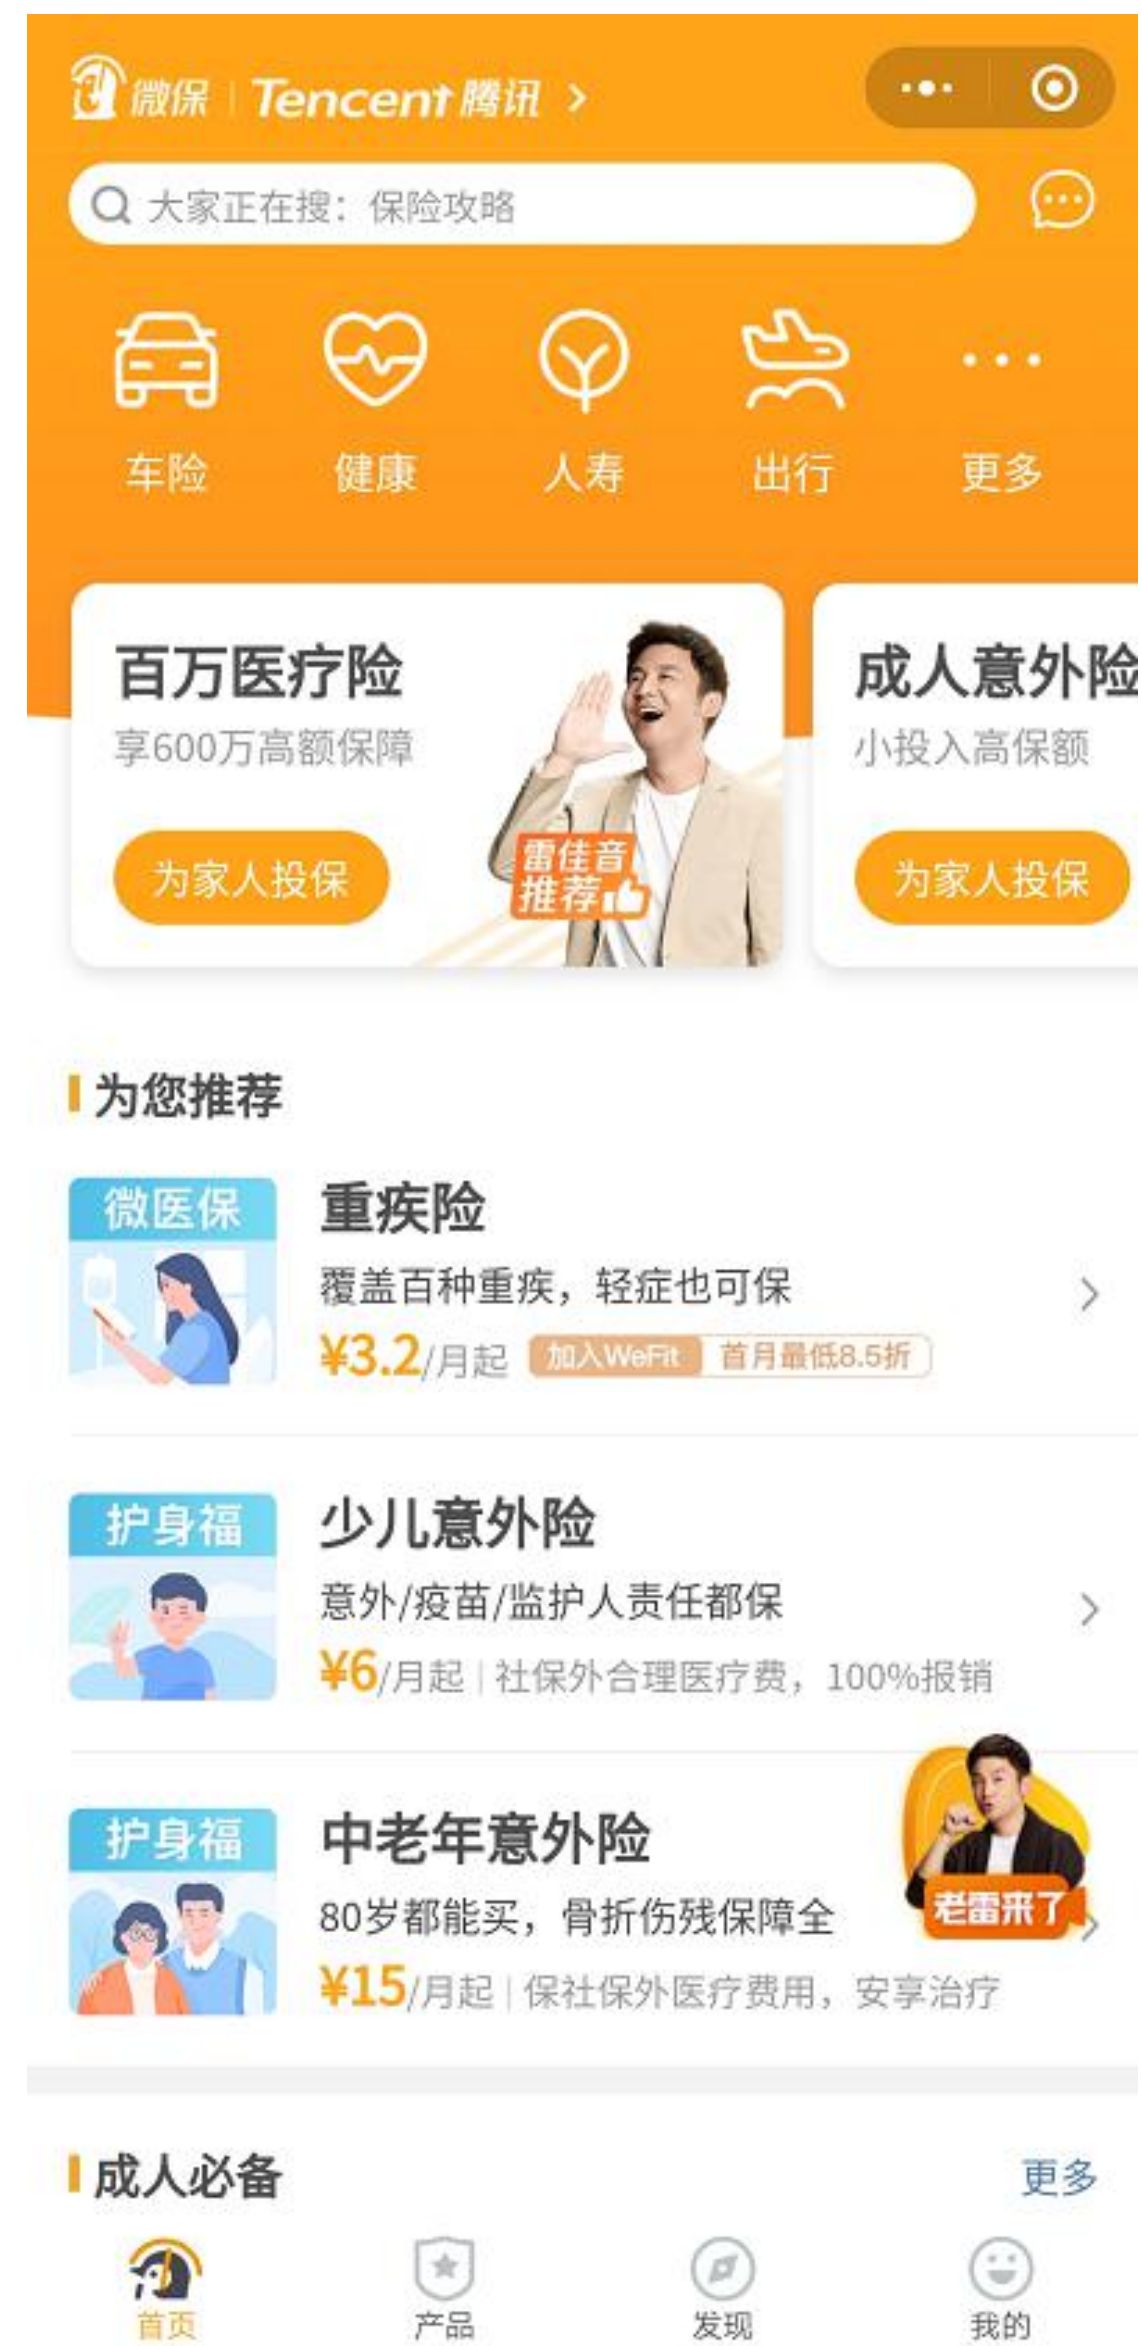 微保 | Tencent 腾讯 >
大家正在搜：保险攻略
车险 健康 人寿 出行 更多
百万医疗险
享600万高额保障
为家人投保
雷佳音
推荐
成人意外险
小投入高保额
为家人投保
为您推荐
微医保
重疾险
覆盖百种重疾，轻症也可保
¥3.2/月起 加入WeFit 首月最低8.5折
护身福
少儿意外险
意外/疫苗/监护人责任都保
¥6/月起 | 社保外合理医疗费，100%报销
护身福
中老年意外险
80岁都能买，骨折伤残保障全
¥15/月起 | 保社保外医疗费用，安享治疗
老雷来了
成人必备 更多
首页 产品 发现 我的